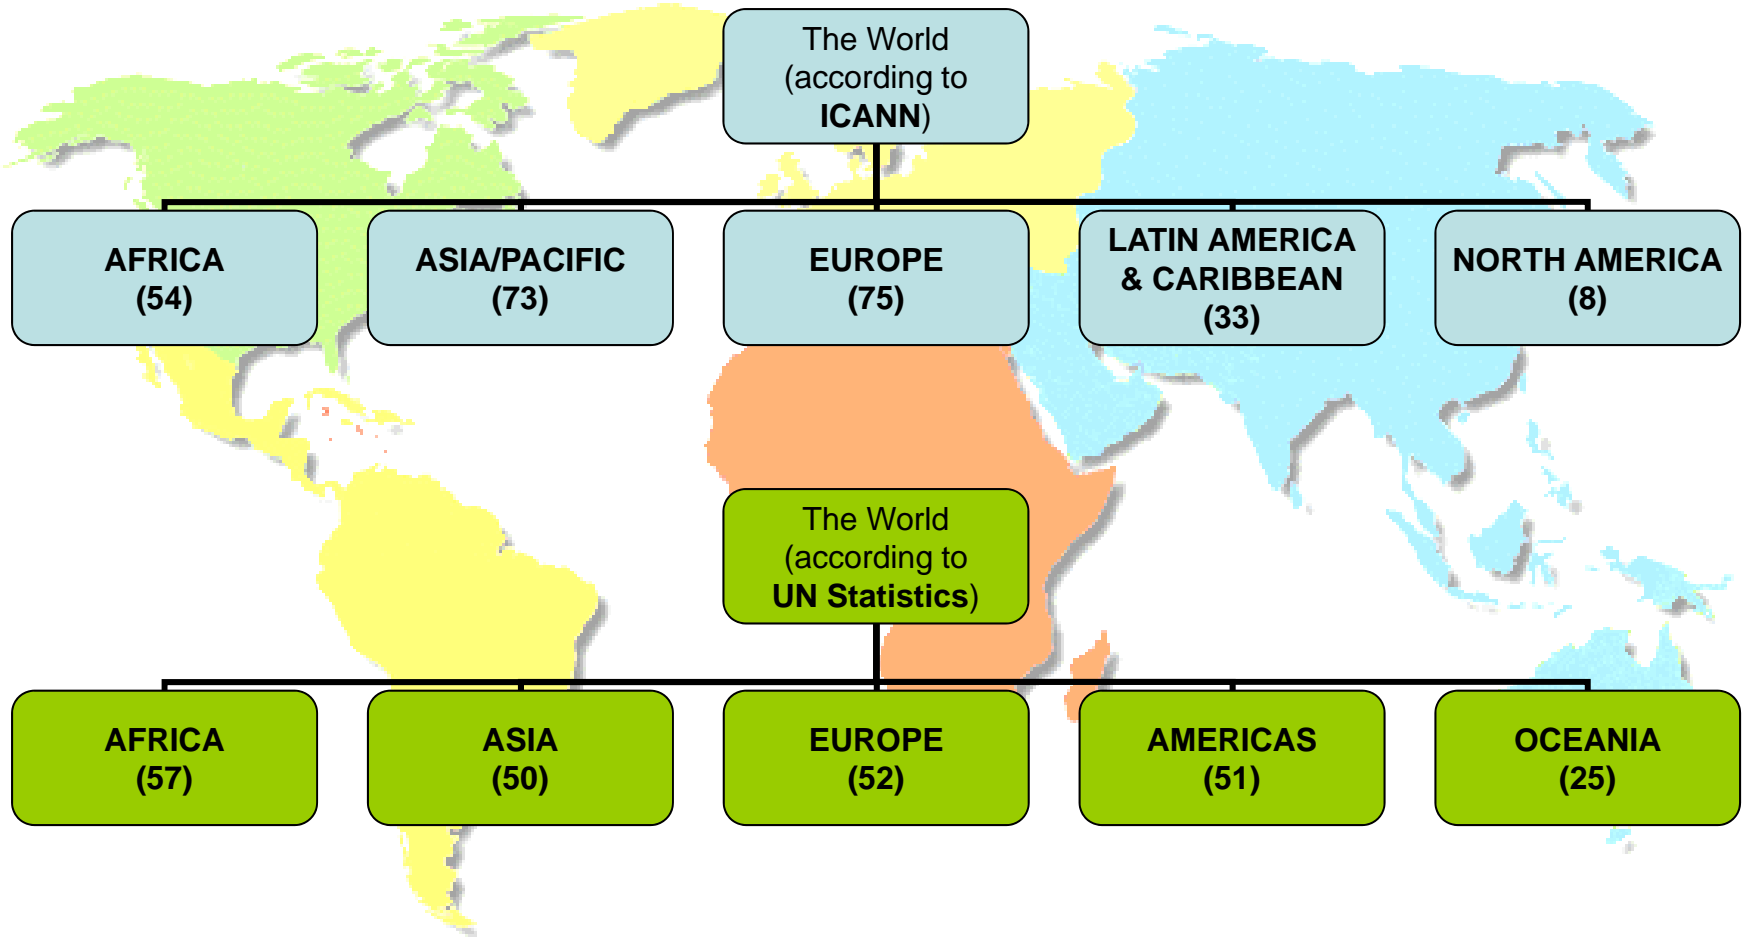 The World
(according to
ICANN)
AFRICA
(54)
ASIA/PACIFIC
(73)
EUROPE
(75)
LATIN AMERICA
& CARIBBEAN
(33)
NORTH AMERICA
(8)
The World
(according to
UN Statistics)
AFRICA
(57)
ASIA
(50)
EUROPE
(52)
AMERICAS
(51)
OCEANIA
(25)